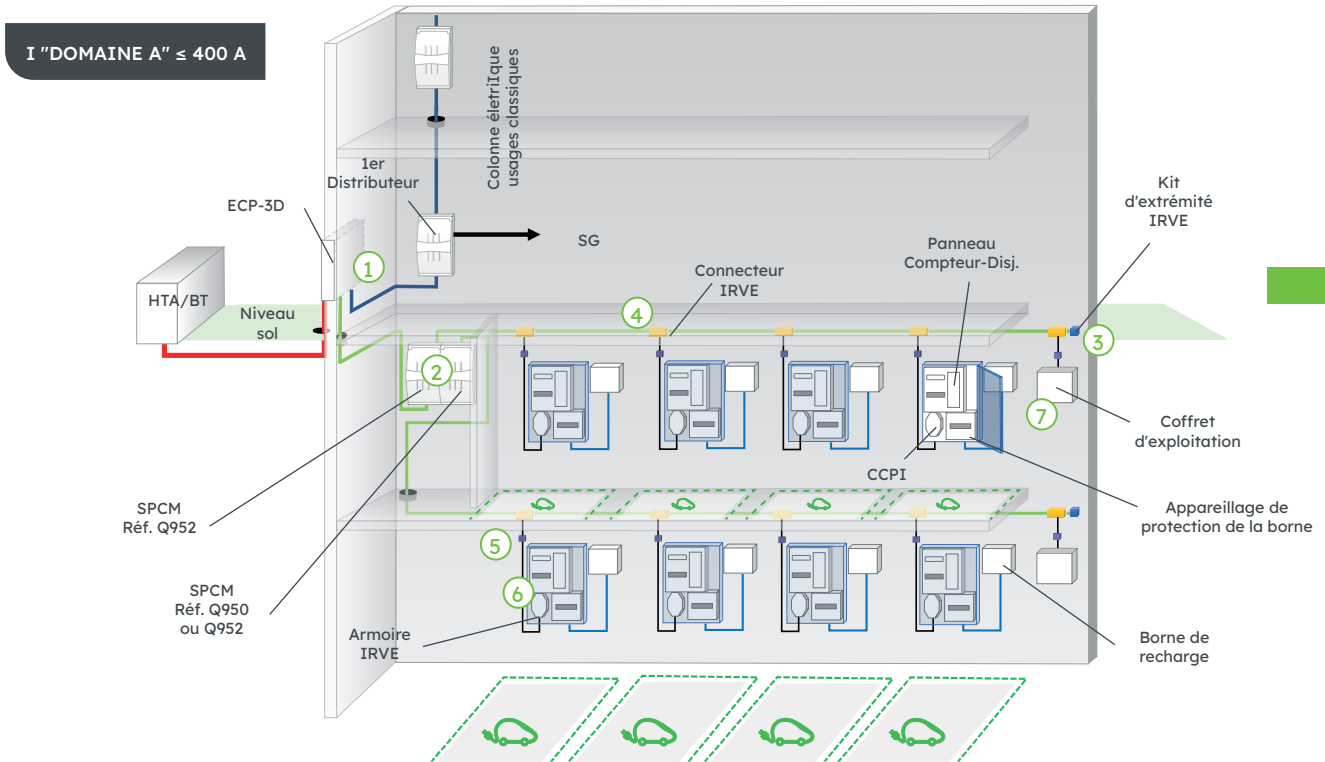 I "DOMAINE A" ≤ 400 A
Colonne életrIque
usages classiques
1er
Distributeur
ECP-3D
1
SG
Kit
d'extrémité
IRVE
Panneau
Compteur-Disj.
Connecteur
IRVE
HTA/BT
Niveau
sol
4
3
2
7
Coffret
d'exploitation
CCPI
SPCM
Réf. Q952
Appareillage de
protection de la borne
5
6
SPCM
Réf. Q950
ou Q952
Armoire
IRVE
Borne de
recharge